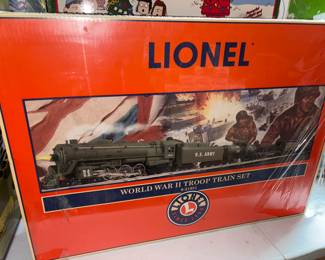 LIONEL
U.S. ARMY
WORLD WAR II TROOP TRAIN SET
LIONEL